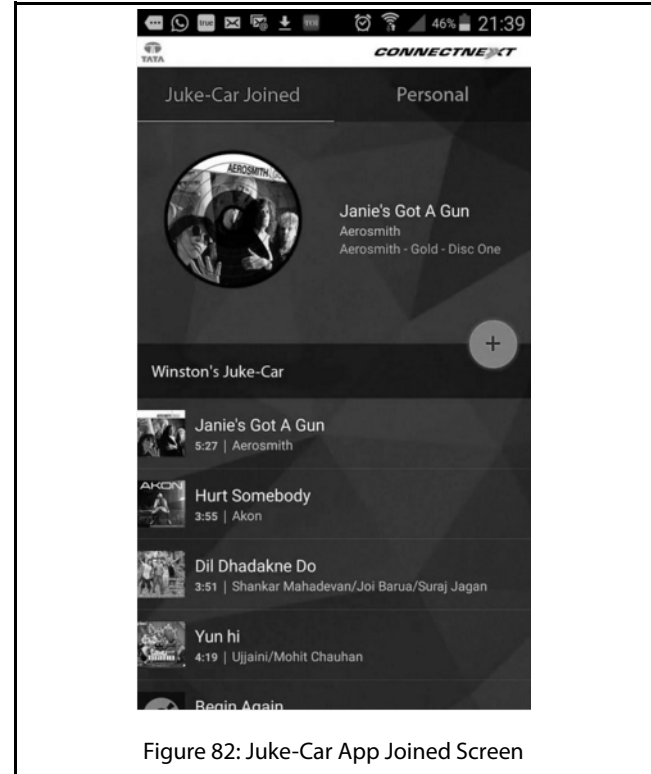 true
46%
21:39
TATA
CONNECTNEXT
Juke-Car Joined
Personal
AEROSMITH
Janie's Got A Gun
Aerosmith
Aerosmith - Gold - Disc One
+
Winston's Juke-Car
Janie's Got A Gun
5:27 | Aerosmith
AKON
Hurt Somebody
3:55 | Akon
Dil Dhadakne Do
3:51 | Shankar Mahadevan/Joi Barua/Suraj Jagan
Yun hi
4:19 | Ujjaini/Mohit Chauhan
Begin Again
Figure 82: Juke-Car App Joined Screen